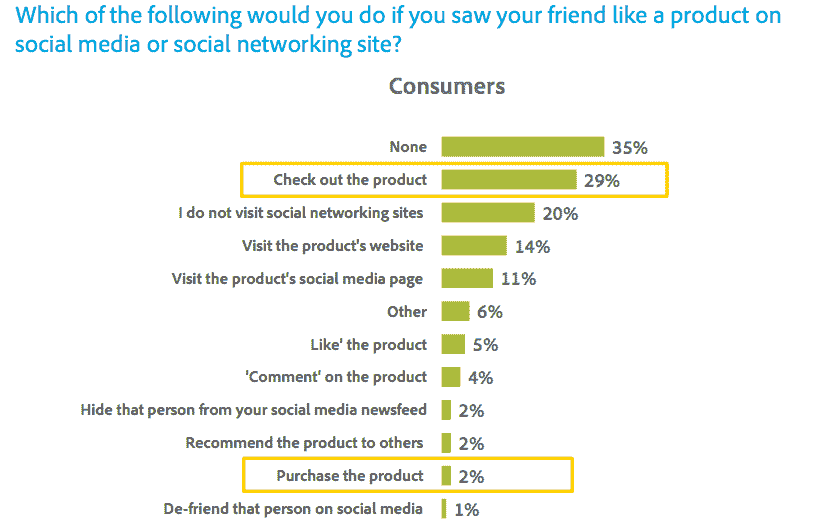 Which of the following would you do if you saw your friend like a product on
social media or social networking site?
Consumers
None 35%
Check out the product 29%
I do not visit social networking sites 20%
Visit the product's website 14%
Visit the product's social media page 11%
Other 6%
Like' the product 5%
'Comment' on the product 4%
Hide that person from your social media newsfeed 2%
Recommend the product to others 2%
Purchase the product 2%
De-friend that person on social media 1%